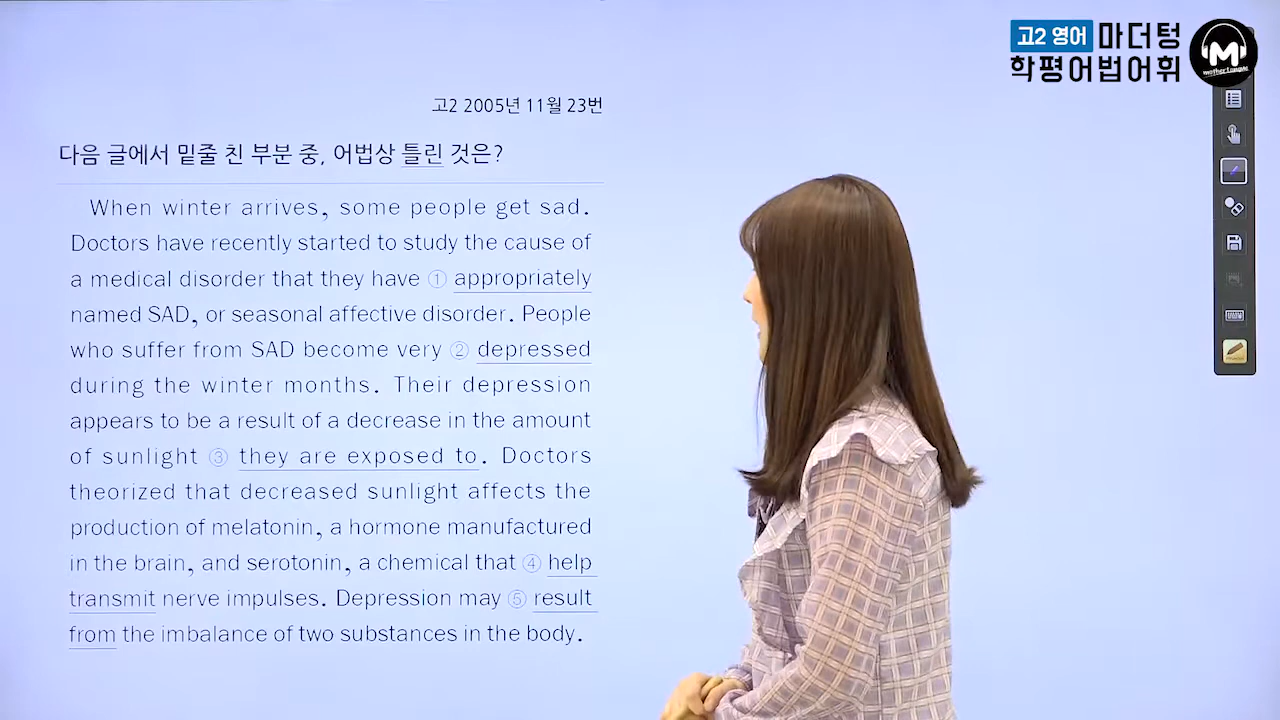 고2 영어 마더텅
학평어법어휘
M
mother tongue
고2 2005년 11월 23번
다음 글에서 밑줄 친 부분 중, 어법상 틀린 것은?
When winter arrives, some people get sad.
Doctors have recently started to study the cause of
a medical disorder that they have ① appropriately
named SAD, or seasonal affective disorder. People
who suffer from SAD become very ② depressed
during the winter months. Their depression
appears to be a result of a decrease in the amount
of sunlight ③ they are exposed to. Doctors
theorized that decreased sunlight affects the
production of melatonin, a hormone manufactured
in the brain, and serotonin, a chemical that ④ help
transmit nerve impulses. Depression may ⑤ result
from the imbalance of two substances in the body.